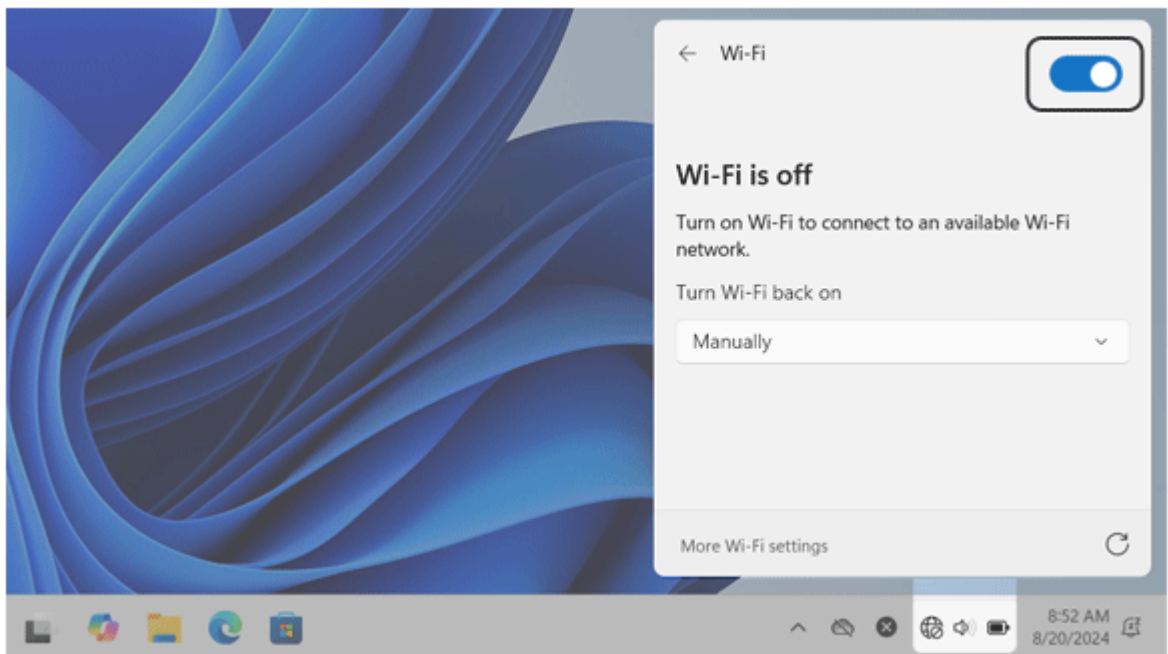 Wi-Fi
Wi-Fi is off
Turn on Wi-Fi to connect to an available Wi-Fi
network.
Turn Wi-Fi back on
Manually
More Wi-Fi settings
8:52 AM
8/20/2024